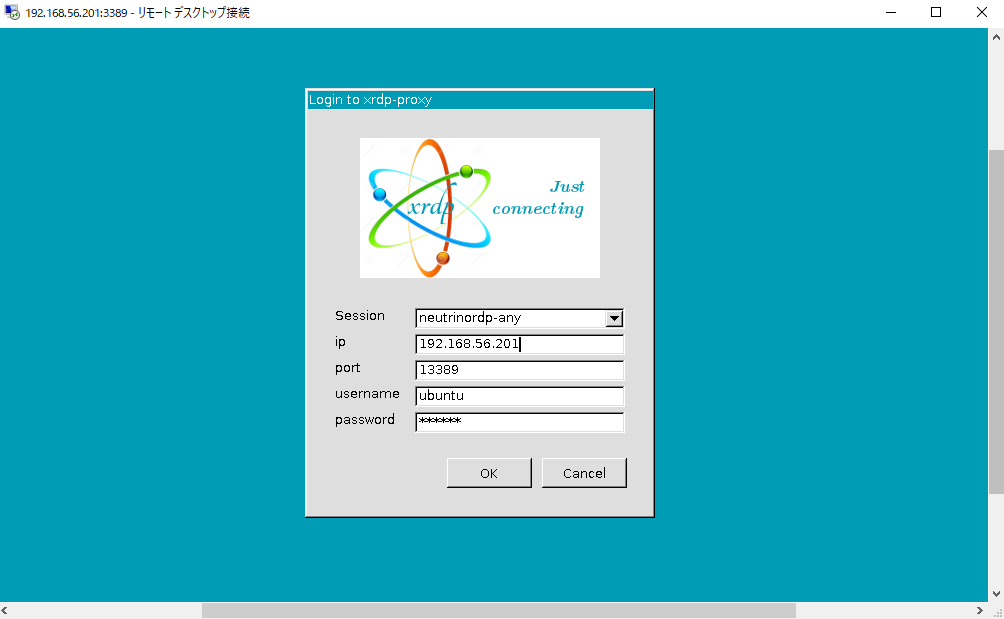 192.168.56.201:3389 - リモート デスクトップ接続
Login to xrdp-proxy
Just
xrdp connecting
Session neutrinordp-any
ip 192.168.56.201
port 13389
username ubuntu
password ******
OK Cancel